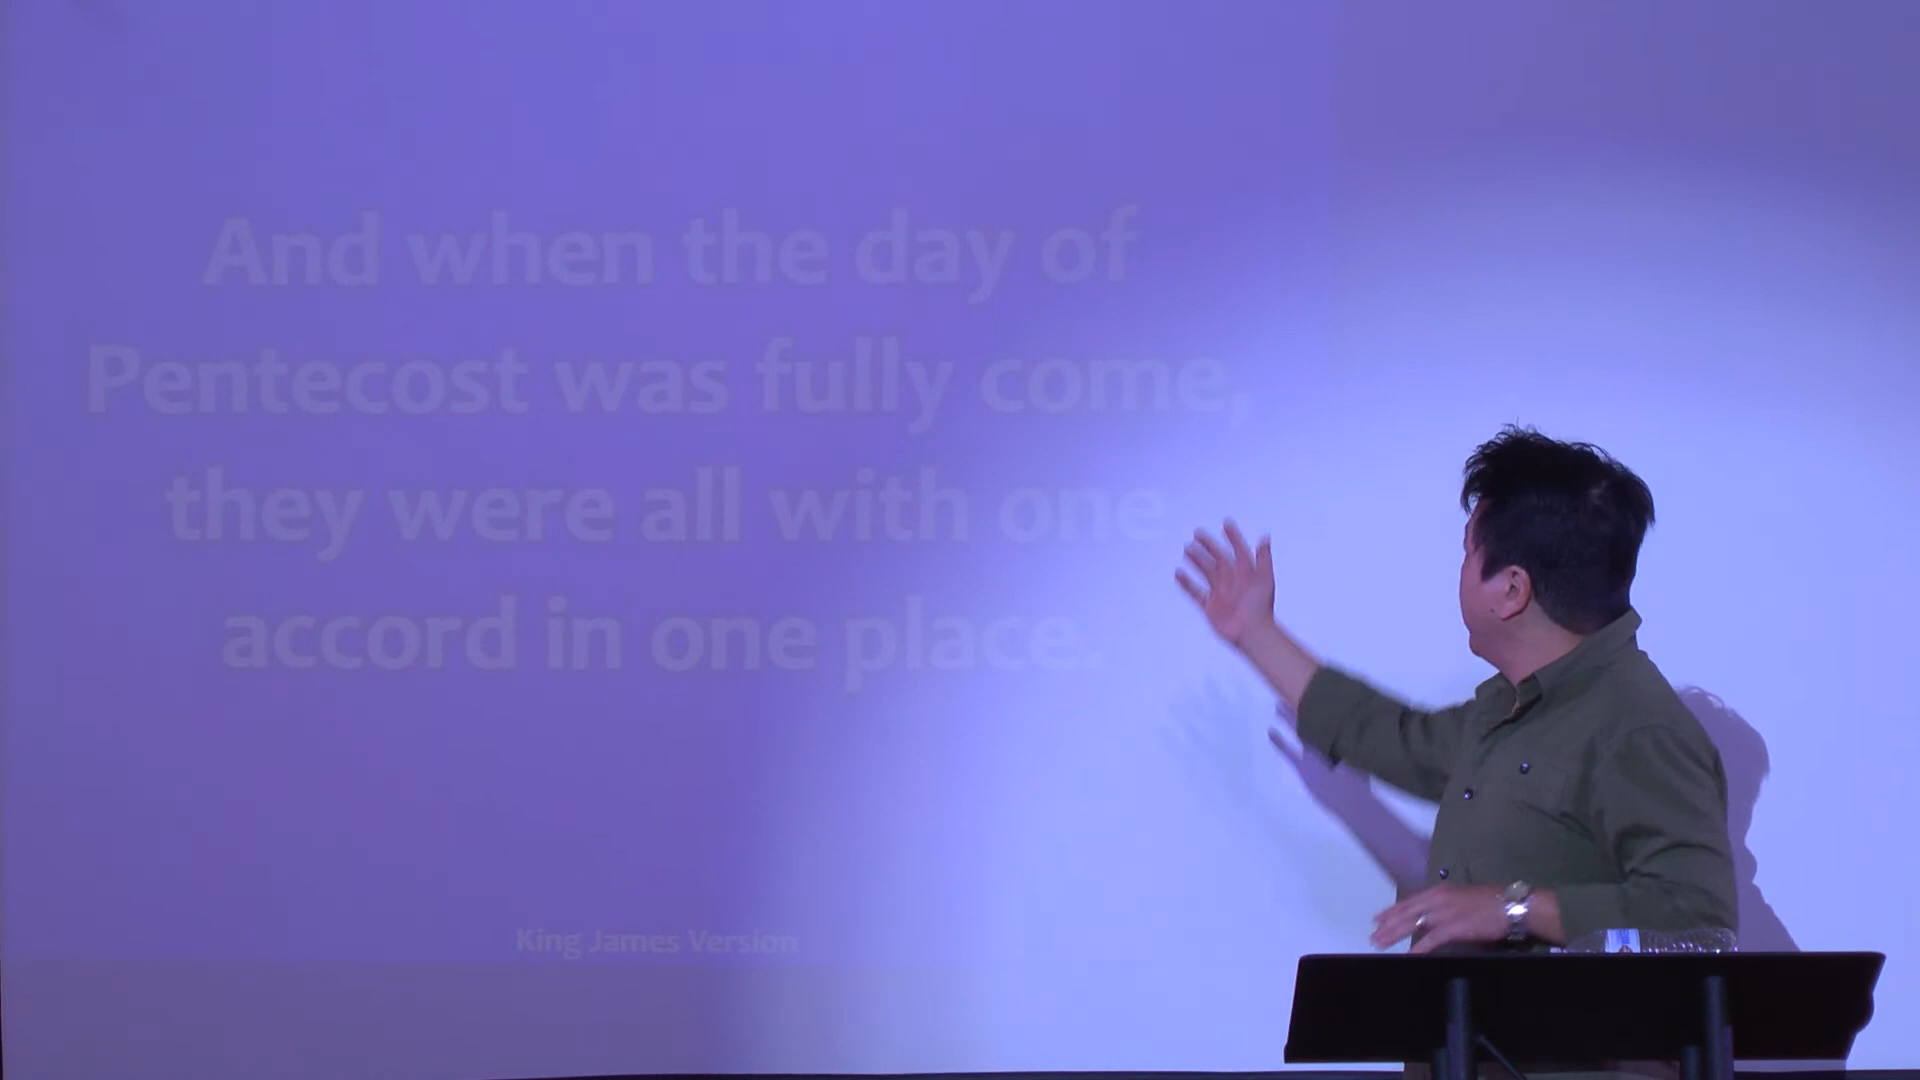 And when the day of
Pentecost was fully come,
they were all with one
accord in one place.
King James Version